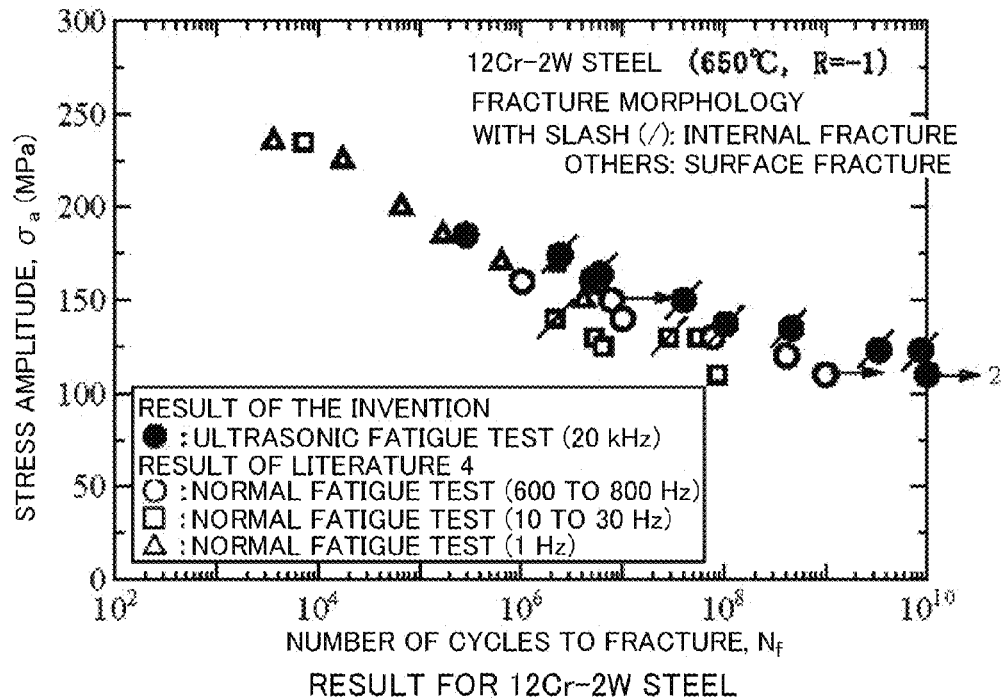 300
250
200
150
100
50
0
STRESS AMPLITUDE, σa (MPa)
12Cr-2W STEEL (650℃, R=-1)
FRACTURE MORPHOLOGY
WITH SLASH (/): INTERNAL FRACTURE
OTHERS: SURFACE FRACTURE
2
RESULT OF THE INVENTION
● : ULTRASONIC FATIGUE TEST (20 kHz)
RESULT OF LITERATURE 4
○ : NORMAL FATIGUE TEST (600 TO 800 Hz)
□ : NORMAL FATIGUE TEST (10 TO 30 Hz)
△ : NORMAL FATIGUE TEST (1 Hz)
10² 10⁴ 10⁶ 10⁸ 10¹⁰
NUMBER OF CYCLES TO FRACTURE, Nf
RESULT FOR 12Cr-2W STEEL